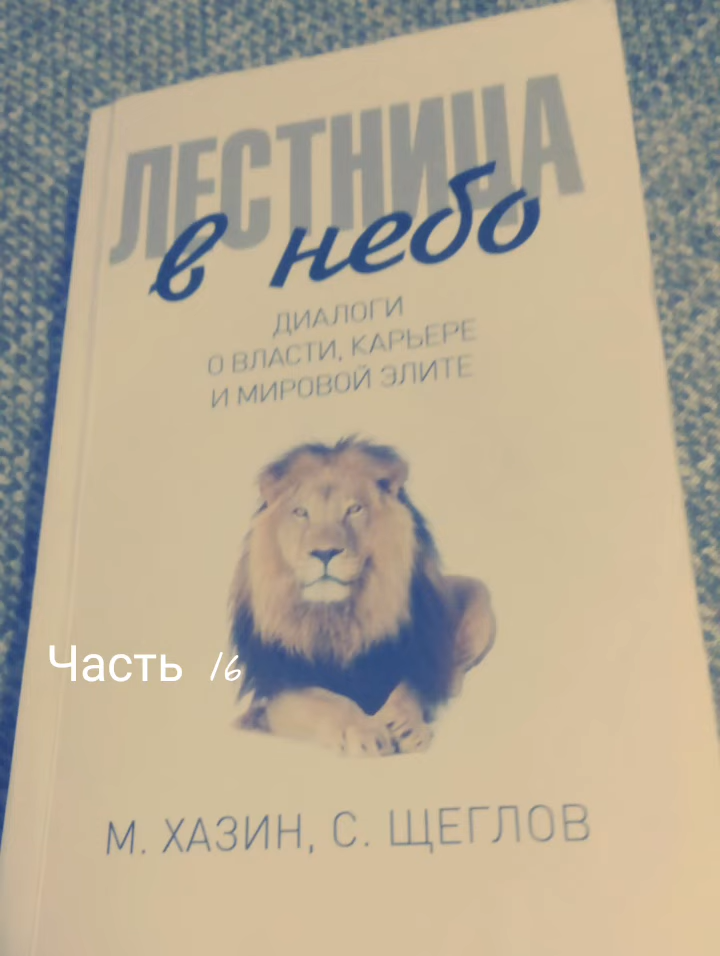 ЛЕСТНИЦА
в небо
ДИАЛОГИ
О ВЛАСТИ, КАРЬЕРЕ
И МИРОВОЙ ЭЛИТЕ
Часть 16
М. ХАЗИН, С. ЩЕГЛОВ